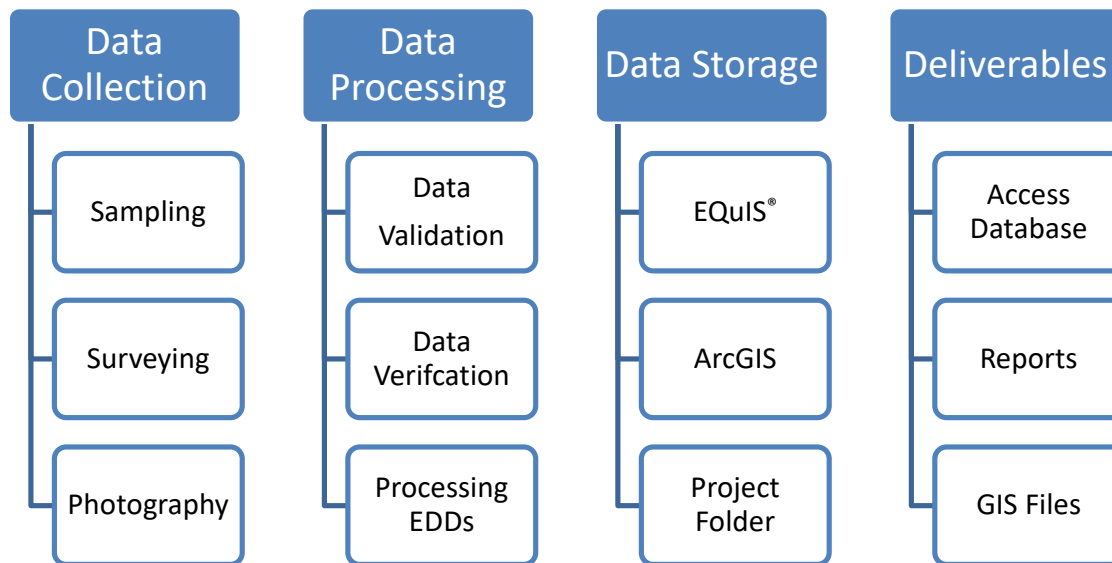 Data
Collection
Sampling
Surveying
Photography
Data
Processing
Data
Validation
Data
Verifcation
Processing
EDDs
Data Storage
EQuIS®
ArcGIS
Project
Folder
Deliverables
Access
Database
Reports
GIS Files